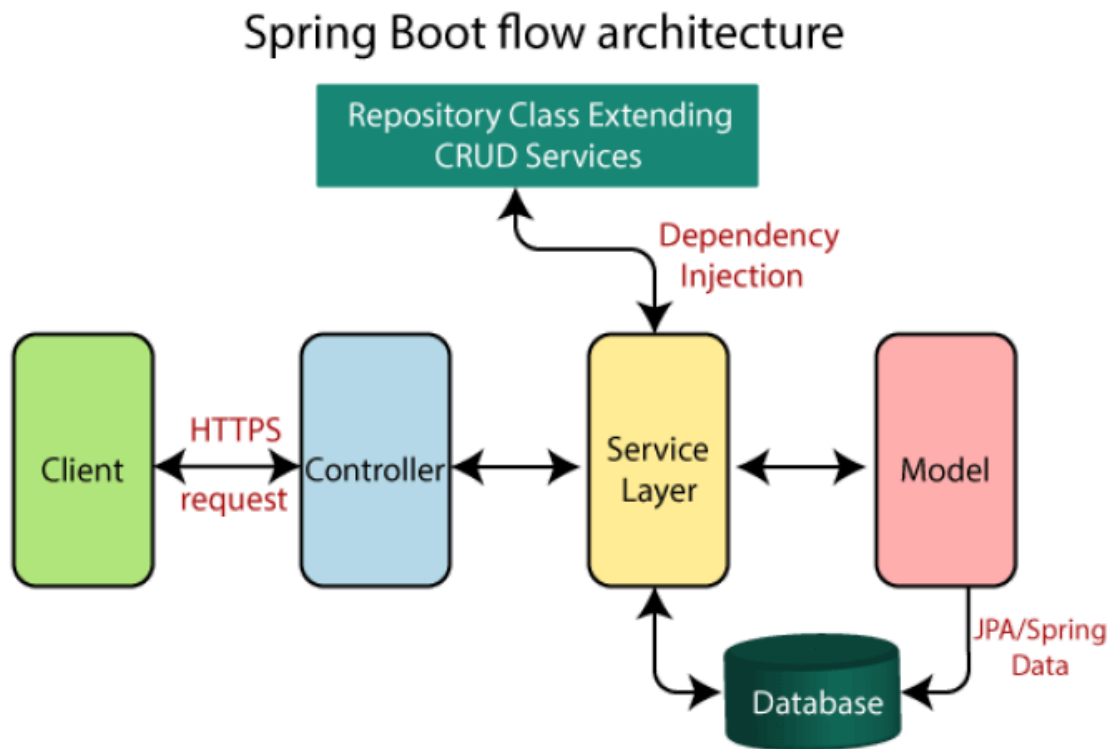 Spring Boot flow architecture
Repository Class Extending
CRUD Services
Dependency
Injection
Client
HTTPS
request
Controller
Service
Layer
Model
JPA/Spring
Data
Database